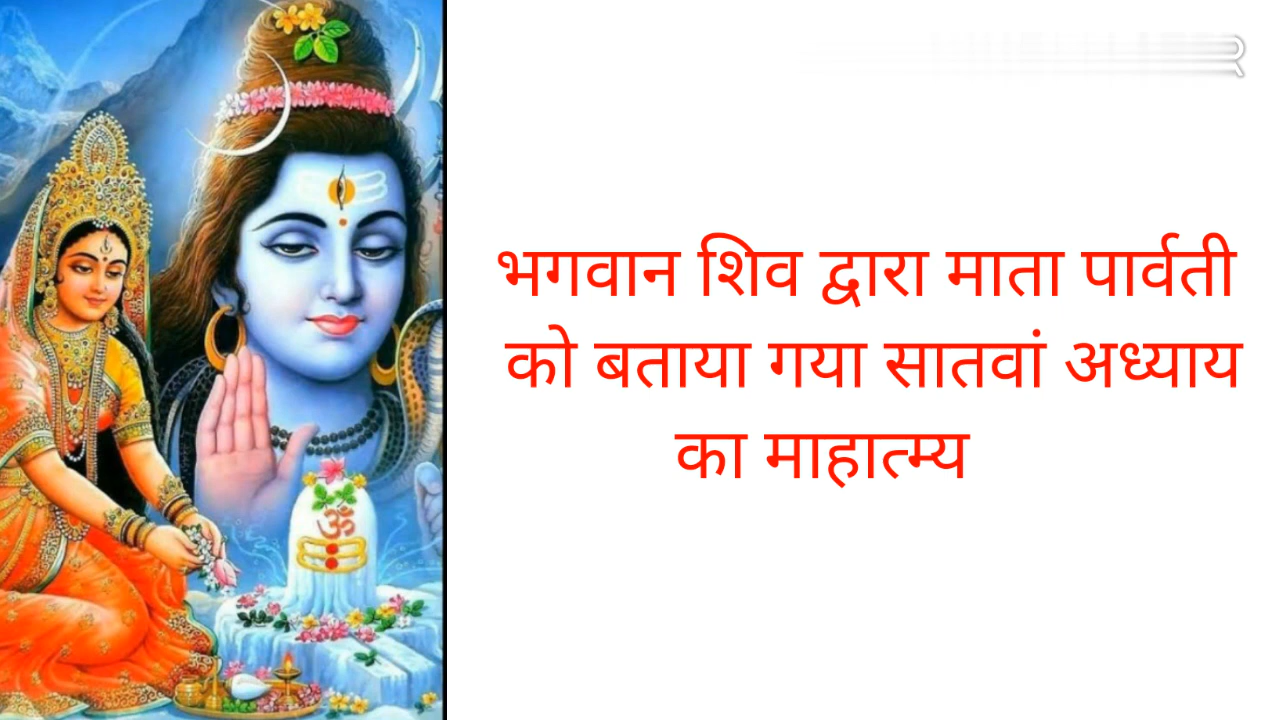 भगवान शिव द्वारा माता पार्वती
को बताया गया सातवां अध्याय
का माहात्म्य
ॐ